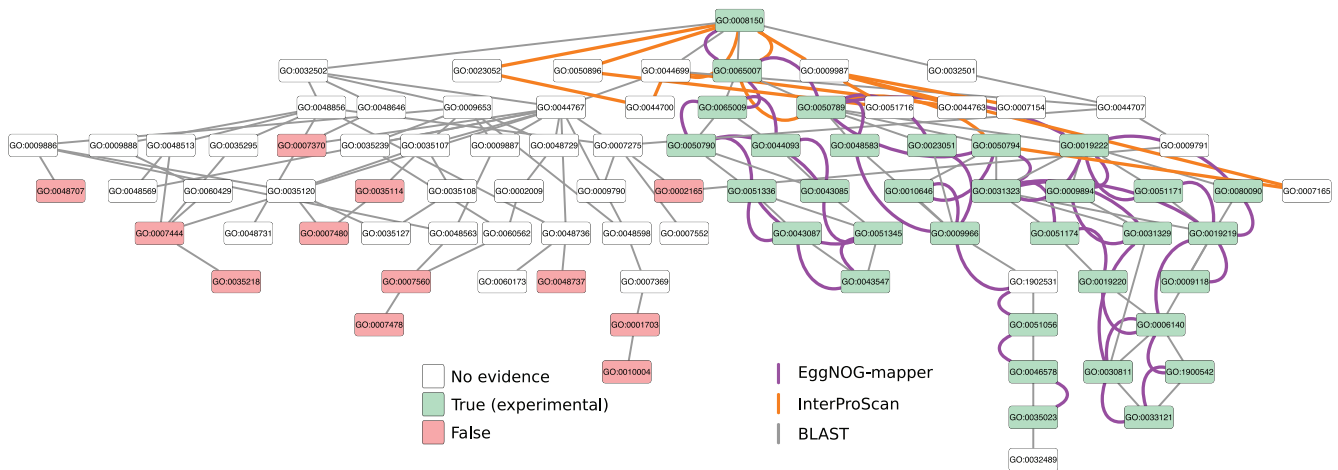 GO:0008150
GO:0032502 GO:0023052 GO:0050896 GO:0044699 GO:0065007 GO:0009987 GO:0032501
GO:0048856 GO:0048646 GO:0009653 GO:0044767 GO:0044700 GO:0065009 GO:0050789 GO:0051716 GO:0044763 GO:0007154 GO:0044707
GO:0009886 GO:0009888 GO:0048513 GO:0035295 GO:0007370 GO:0035239 GO:0035107 GO:0009887 GO:0048729 GO:0007275 GO:0050790 GO:0044093 GO:0048583 GO:0023051 GO:0050794 GO:0019222 GO:0009791
GO:0048707 GO:0048569 GO:0060429 GO:0035120 GO:0035114 GO:0035108 GO:0002009 GO:0009790 GO:0002165 GO:0051336 GO:0043085 GO:0010646 GO:0031323 GO:0009894 GO:0051171 GO:0080090 GO:0007165
GO:0007444 GO:0048731 GO:0007480 GO:0035127 GO:0048563 GO:0060562 GO:0048736 GO:0048598 GO:0007552 GO:0043087 GO:0051345 GO:0009966 GO:0051174 GO:0031329 GO:0019219
GO:0035218 GO:0007560 GO:0060173 GO:0048737 GO:0007369 GO:0043547 GO:1902531 GO:0019220 GO:0009118
GO:0007478 GO:0001703 GO:0051056 GO:0006140
GO:0010004 GO:0046578 GO:0030811 GO:1900542
GO:0035023 GO:0033121
GO:0032489
No evidence
True (experimental)
False
EggNOG-mapper
InterProScan
BLAST